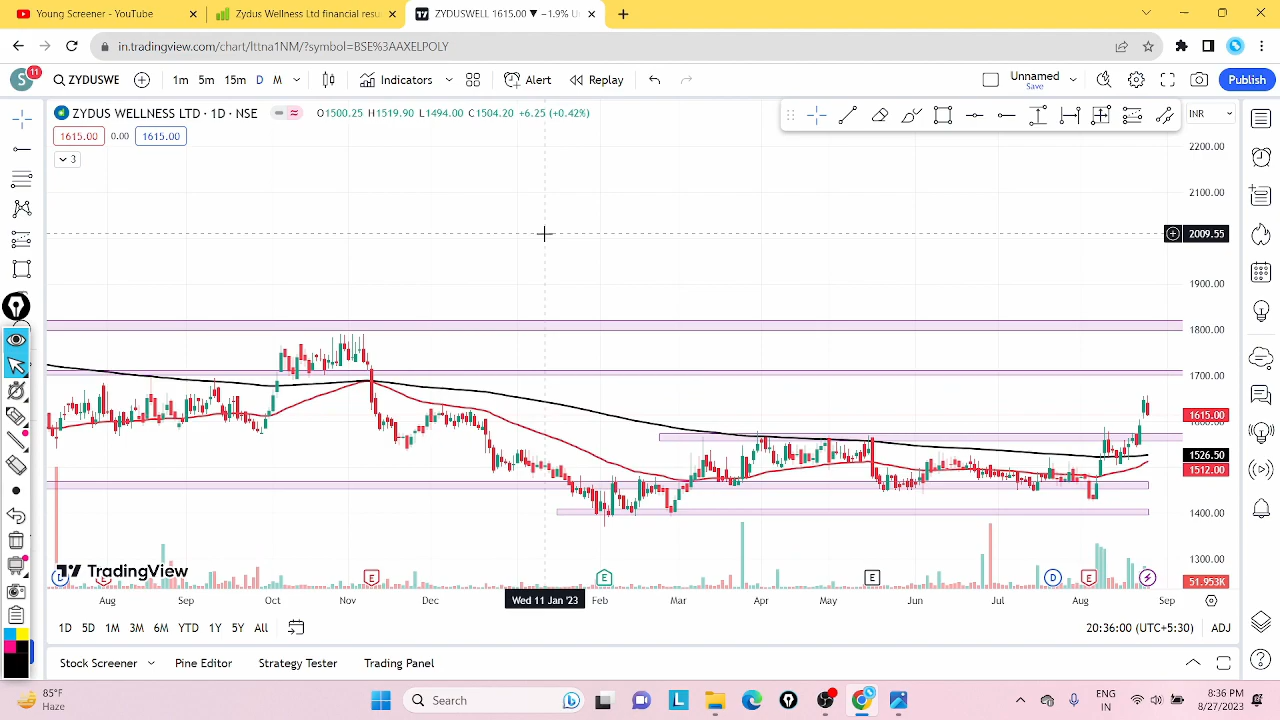 YouTube Studio
Zydus Wellness Ltd financial resu
ZYDUSWELL 1615.00 ▼ −1.9% U
in.tradingview.com/chart/lttna1NM/?symbol=BSE%3AAXELPOLY
S
11
ZYDUSWE
1m 5m 15m D M
Indicators
Alert
Replay
Unnamed
Save
Publish
ZYDUS WELLNESS LTD · 1D · NSE
O1500.25 H1519.90 L1494.00 C1504.20 +6.25 (+0.42%)
INR
1615.00 0.00 1615.00
3
2200.00
2100.00
2009.55
1900.00
1800.00
1700.00
1615.00
1526.50
1512.00
1400.00
1300.00
51.953K
TradingView
E
E
E
D
E
Aug Sep Oct Nov Dec Wed 11 Jan '23 Feb Mar Apr May Jun Jul Aug Sep
1D 5D 1M 3M 6M YTD 1Y 5Y All
20:36:00 (UTC+5:30) ADJ
Stock Screener Pine Editor Strategy Tester Trading Panel
85°F
Haze
Search
L
ENG
IN
8:36 PM
8/27/2023